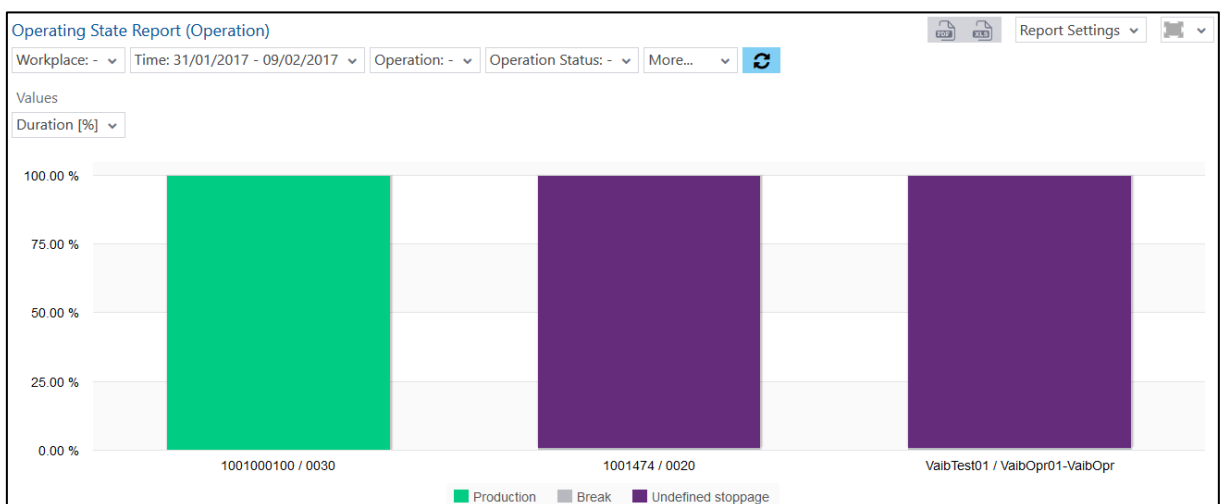 Operating State Report (Operation)
PDF XLS Report Settings
Workplace: - Time: 31/01/2017 - 09/02/2017 Operation: - Operation Status: - More...
Values
Duration [%]
100.00 %
75.00 %
50.00 %
25.00 %
0.00 %
1001000100 / 0030 1001474 / 0020 VaibTest01 / VaibOpr01-VaibOpr
Production Break Undefined stoppage